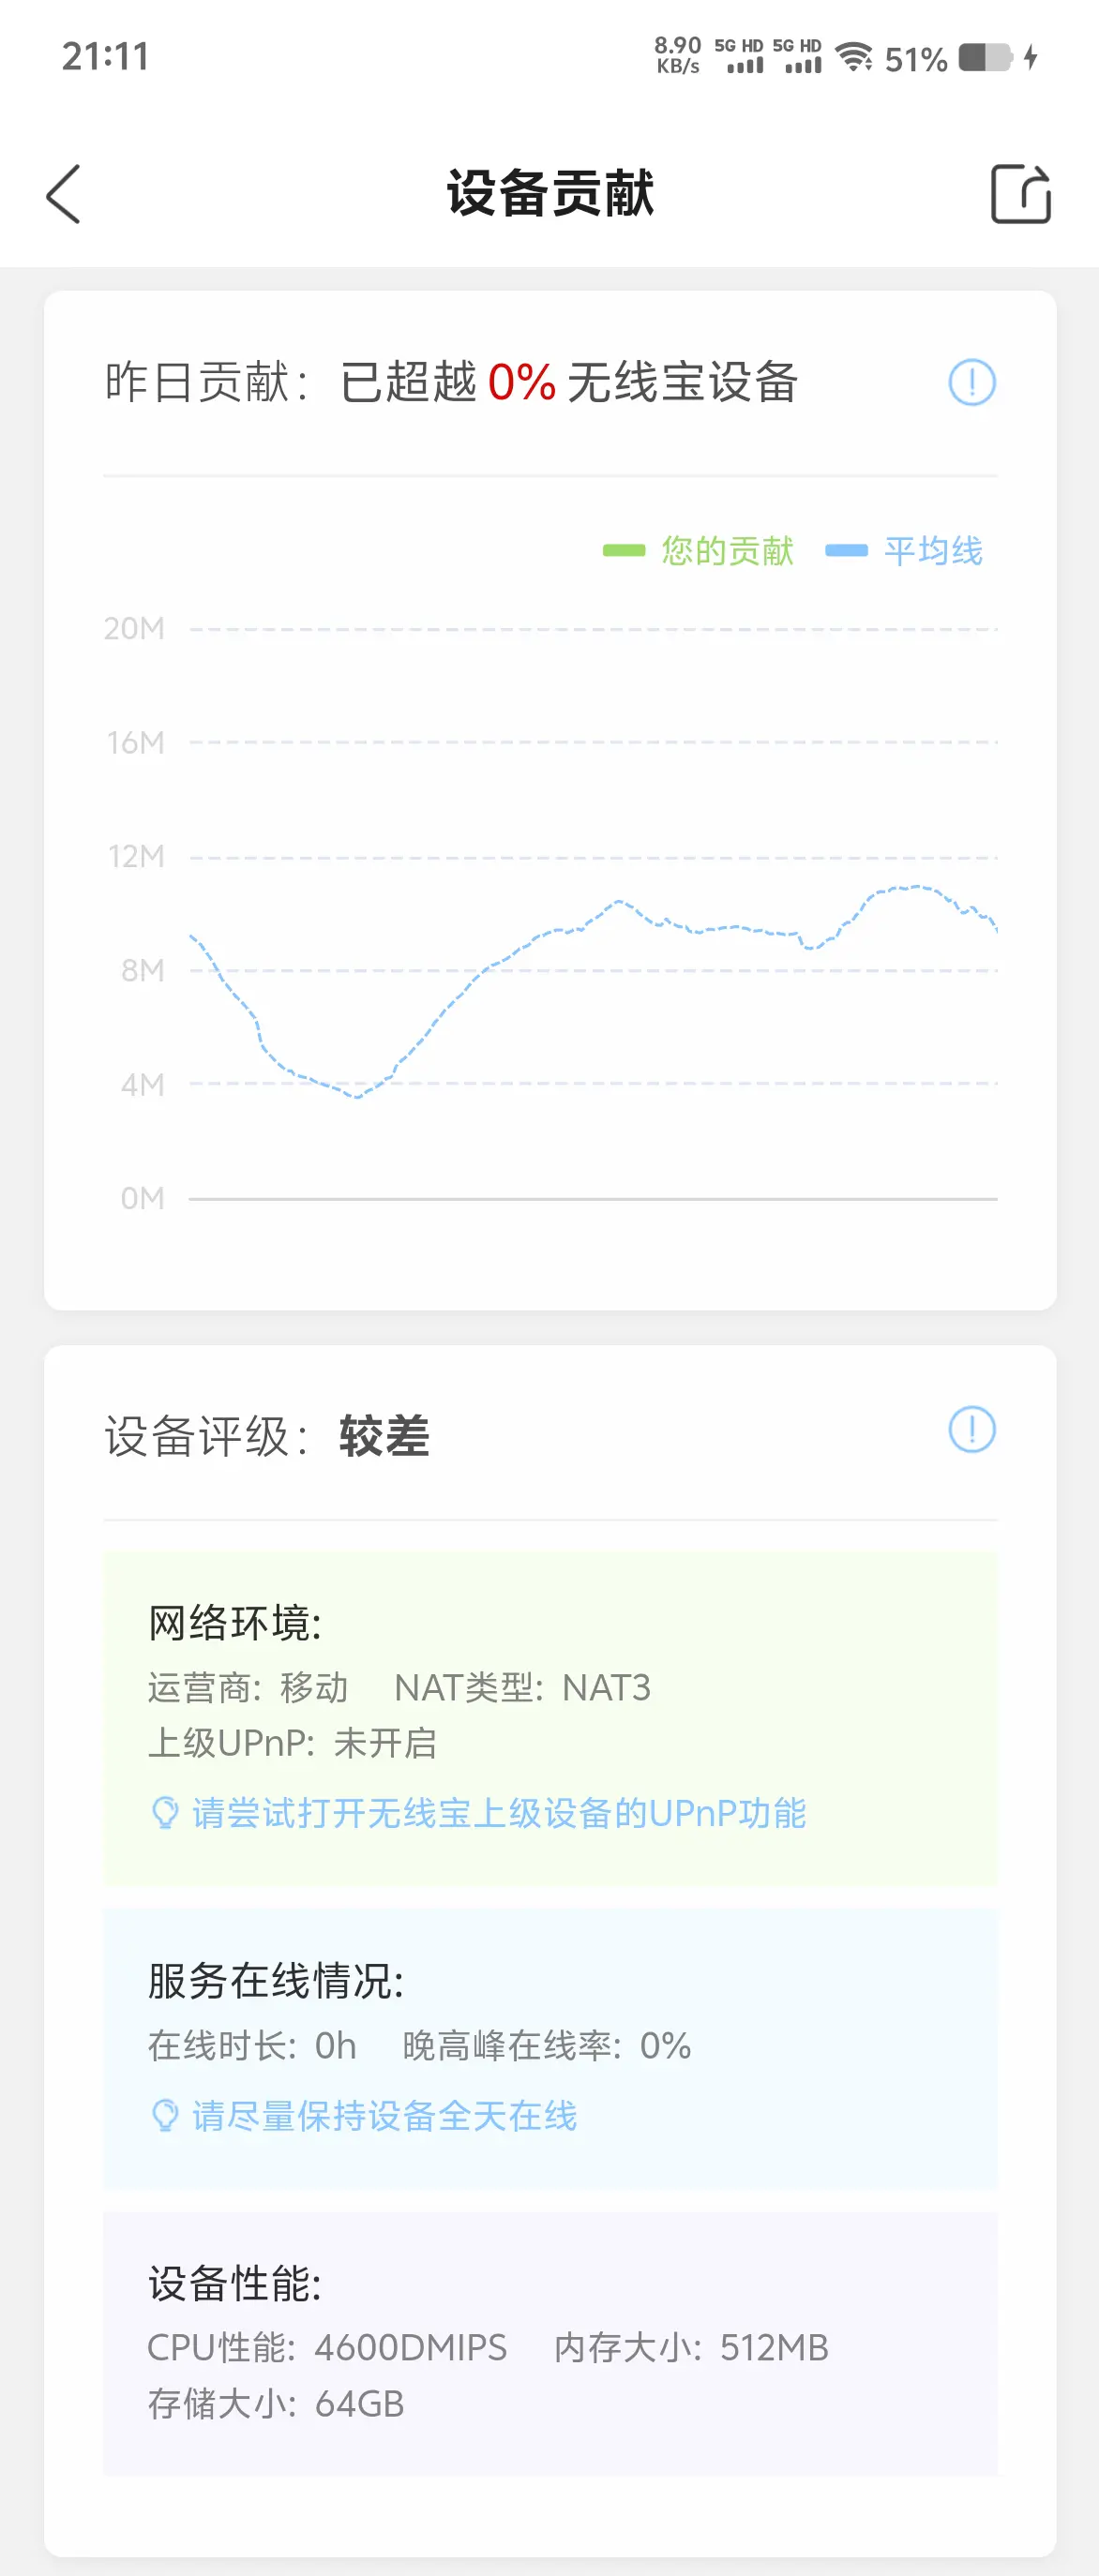 21:11
8.90 KB/s 5G HD 5G HD 51%
设备贡献
昨日贡献：已超越 0% 无线宝设备
您的贡献 平均线
20M
16M
12M
8M
4M
0M
设备评级：较差
网络环境:
运营商: 移动 NAT类型: NAT3
上级UPnP: 未开启
请尝试打开无线宝上级设备的UPnP功能
服务在线情况:
在线时长: 0h 晚高峰在线率: 0%
请尽量保持设备全天在线
设备性能:
CPU性能: 4600DMIPS 内存大小: 512MB
存储大小: 64GB